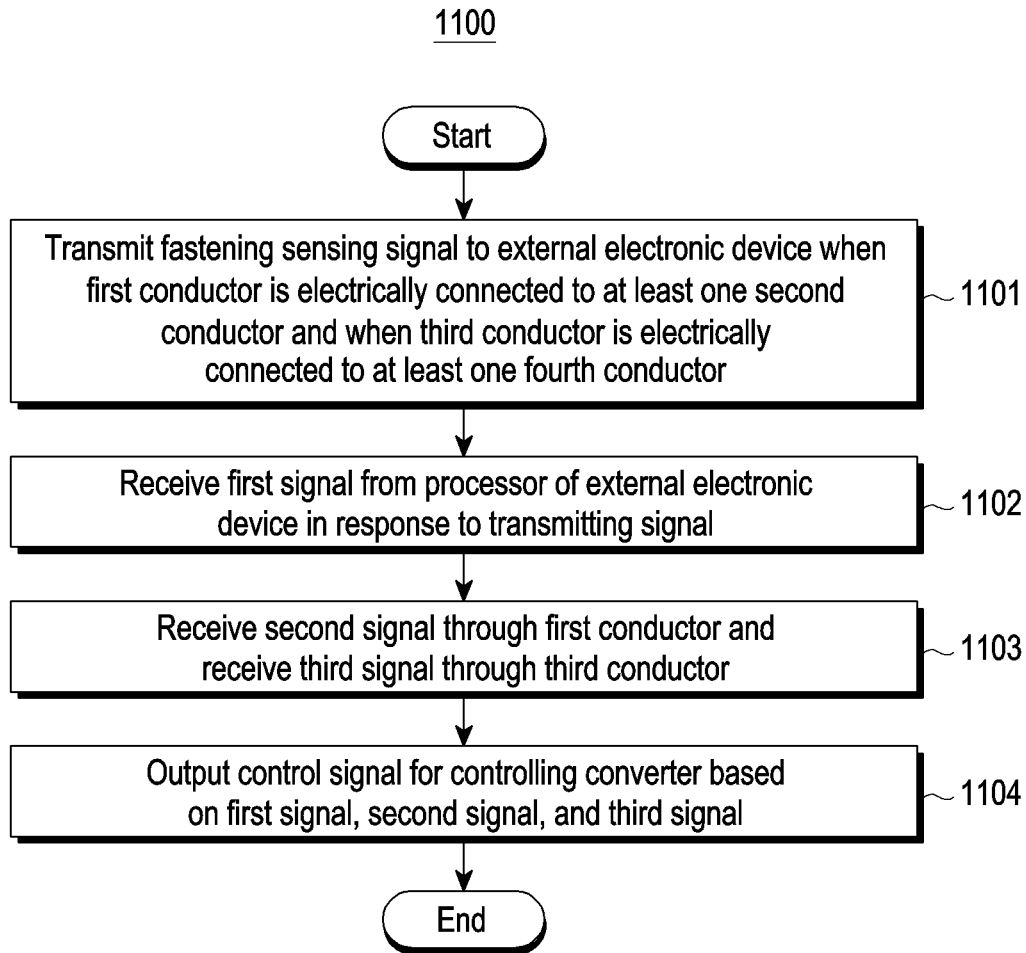 1100
Start
Transmit fastening sensing signal to external electronic device when
first conductor is electrically connected to at least one second
conductor and when third conductor is electrically
connected to at least one fourth conductor
1101
Receive first signal from processor of external electronic
device in response to transmitting signal
1102
Receive second signal through first conductor and
receive third signal through third conductor
1103
Output control signal for controlling converter based
on first signal, second signal, and third signal
1104
End